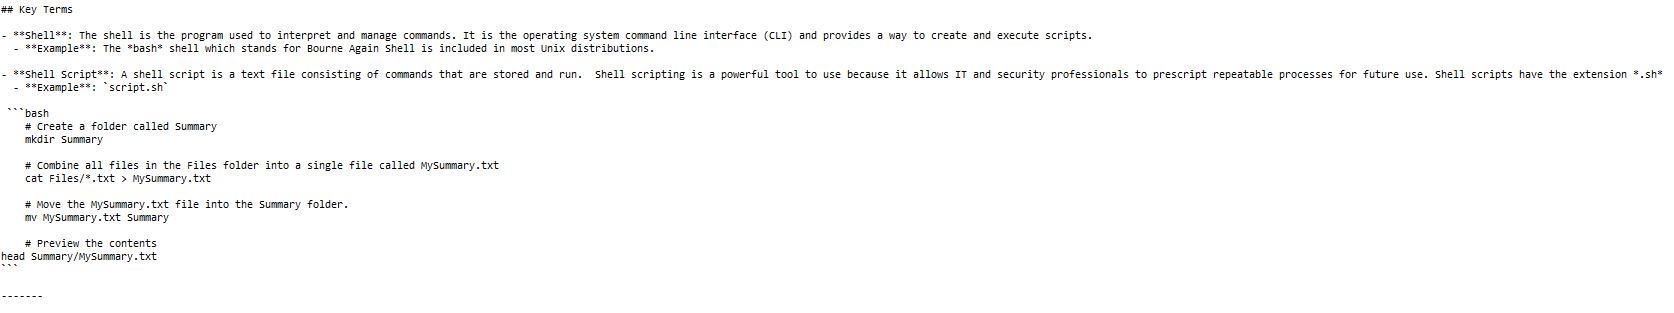 ## Key Terms
- **Shell**: The shell is the program used to interpret and manage commands. It is the operating system command line interface (CLI) and provides a way to create and execute scripts.
  - **Example**: The *bash* shell which stands for Bourne Again Shell is included in most Unix distributions.
- **Shell Script**: A shell script is a text file consisting of commands that are stored and run.  Shell scripting is a powerful tool to use because it allows IT and security professionals to prescript repeatable processes for future use. Shell scripts have the extension *.sh*
  - **Example**: `script.sh`
 ```bash
    # Create a folder called Summary
    mkdir Summary
    # Combine all files in the Files folder into a single file called MySummary.txt
    cat Files/*.txt > MySummary.txt
    # Move the MySummary.txt file into the Summary folder.
    mv MySummary.txt Summary
    # Preview the contents
head Summary/MySummary.txt
```
-------